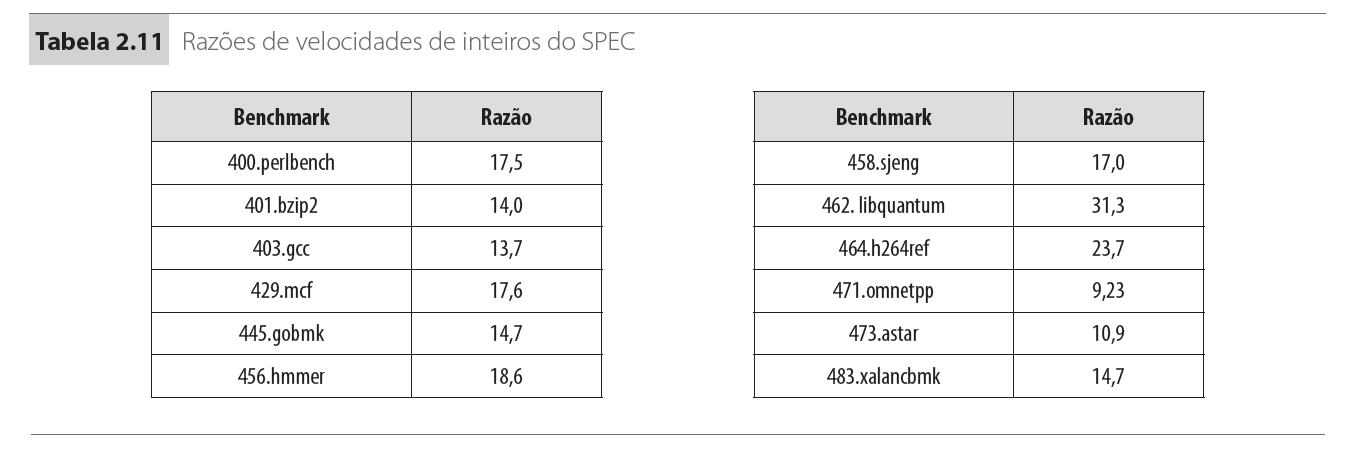 Tabela 2.11 Razões de velocidades de inteiros do SPEC
Benchmark Razão
400.perlbench 17,5
401.bzip2 14,0
403.gcc 13,7
429.mcf 17,6
445.gobmk 14,7
456.hmmer 18,6
Benchmark Razão
458.sjeng 17,0
462. libquantum 31,3
464.h264ref 23,7
471.omnetpp 9,23
473.astar 10,9
483.xalancbmk 14,7